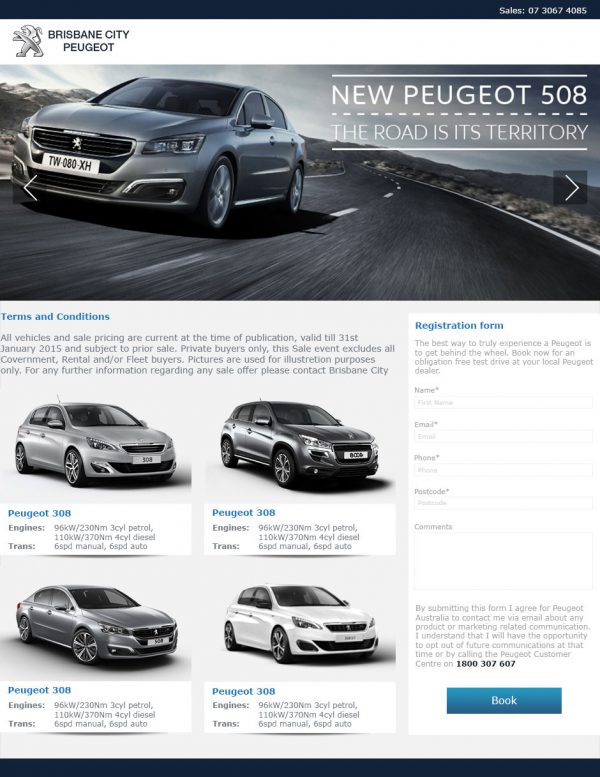 Sales: 07 3067 4085
BRISBANE CITY
PEUGEOT
NEW PEUGEOT 508
THE ROAD IS ITS TERRITORY
TW-080-XH
Terms and Conditions
All vehicles and sale pricing are current at the time of publication, valid till 31st
January 2015 and subject to prior sale. Private buyers only, this Sale event excludes all
Covernment, Rental and/or Fleet buyers. Pictures are used for illustretion purposes
only. For any further information regarding any sale offer please contact Brisbane City
308
4008
Peugeot 308
Engines: 96kW/230Nm 3cyl petrol,
110kW/370Nm 4cyl diesel
Trans: 6spd manual, 6spd auto
Peugeot 308
Engines: 96kW/230Nm 3cyl petrol,
110kW/370Nm 4cyl diesel
Trans: 6spd manual, 6spd auto
508
Peugeot 308
Engines: 96kW/230Nm 3cyl petrol,
110kW/370Nm 4cyl diesel
Trans: 6spd manual, 6spd auto
Peugeot 308
Engines: 96kW/230Nm 3cyl petrol,
110kW/370Nm 4cyl diesel
Trans: 6spd manual, 6spd auto
Registration form
The best way to truly experience a Peugeot is
to get behind the wheel. Book now for an
obligation free test drive at your local Peugeot
dealer.
Name*
First Name
Email*
Email
Phone*
Phone
Postcode*
Postcode
Comments
By submitting this form I agree for Peugeot
Australia to contact me via email about any
product or marketing related communication.
I understand that I will have the opportunity
to opt out of future communications at that
time or by calling the Peugeot Customer
Centre on 1800 307 607
Book